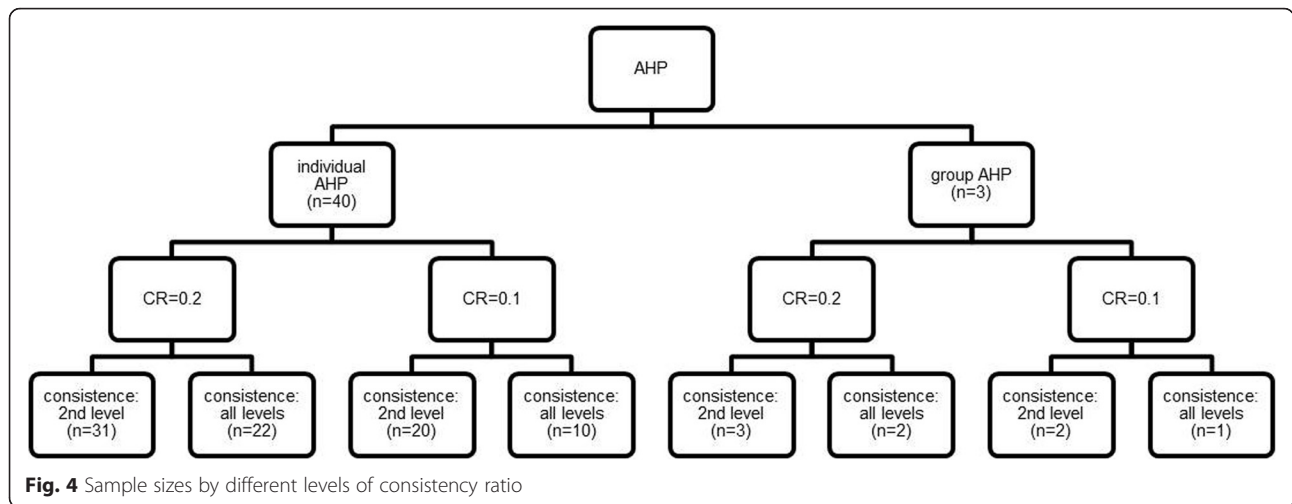 AHP
individual
AHP
(n=40)
group AHP
(n=3)
CR=0.2
CR=0.1
CR=0.2
CR=0.1
consistence:
2nd level
(n=31)
consistence:
all levels
(n=22)
consistence:
2nd level
(n=20)
consistence:
all levels
(n=10)
consistence:
2nd level
(n=3)
consistence:
all levels
(n=2)
consistence:
2nd level
(n=2)
consistence:
all levels
(n=1)
Fig. 4 Sample sizes by different levels of consistency ratio